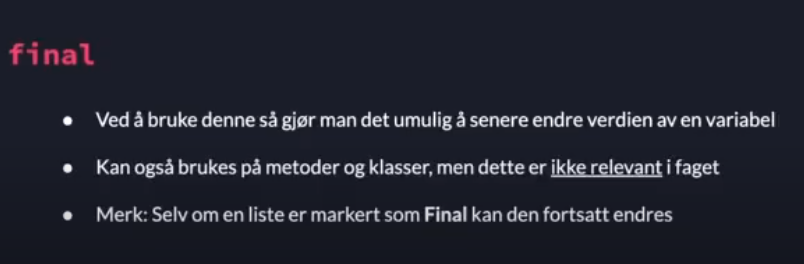 final
• Ved å bruke denne så gjør man det umulig å senere endre verdien av en variabel
• Kan også brukes på metoder og klasser, men dette er ikke relevant i faget
• Merk: Selv om en liste er markert som Final kan den fortsatt endres